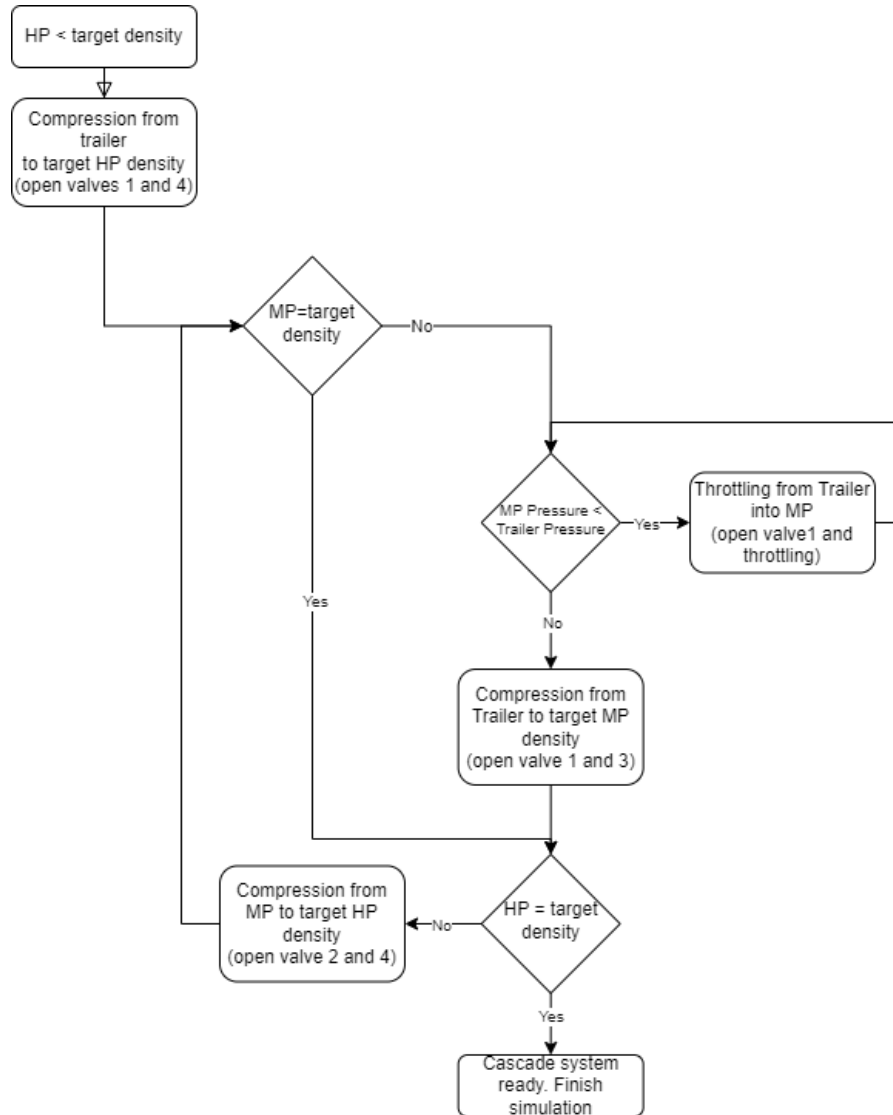 HP < target density
Compression from
trailer
to target HP density
(open valves 1 and 4)
MP=target
density
No
MP Pressure <
Trailer Pressure
Yes
Throttling from Trailer
into MP
(open valve1 and
throttling)
Yes
No
Compression from
Trailer to target MP
density
(open valve 1 and 3)
Compression from
MP to target HP
density
(open valve 2 and 4)
No
HP = target
density
Yes
Cascade system
ready. Finish
simulation